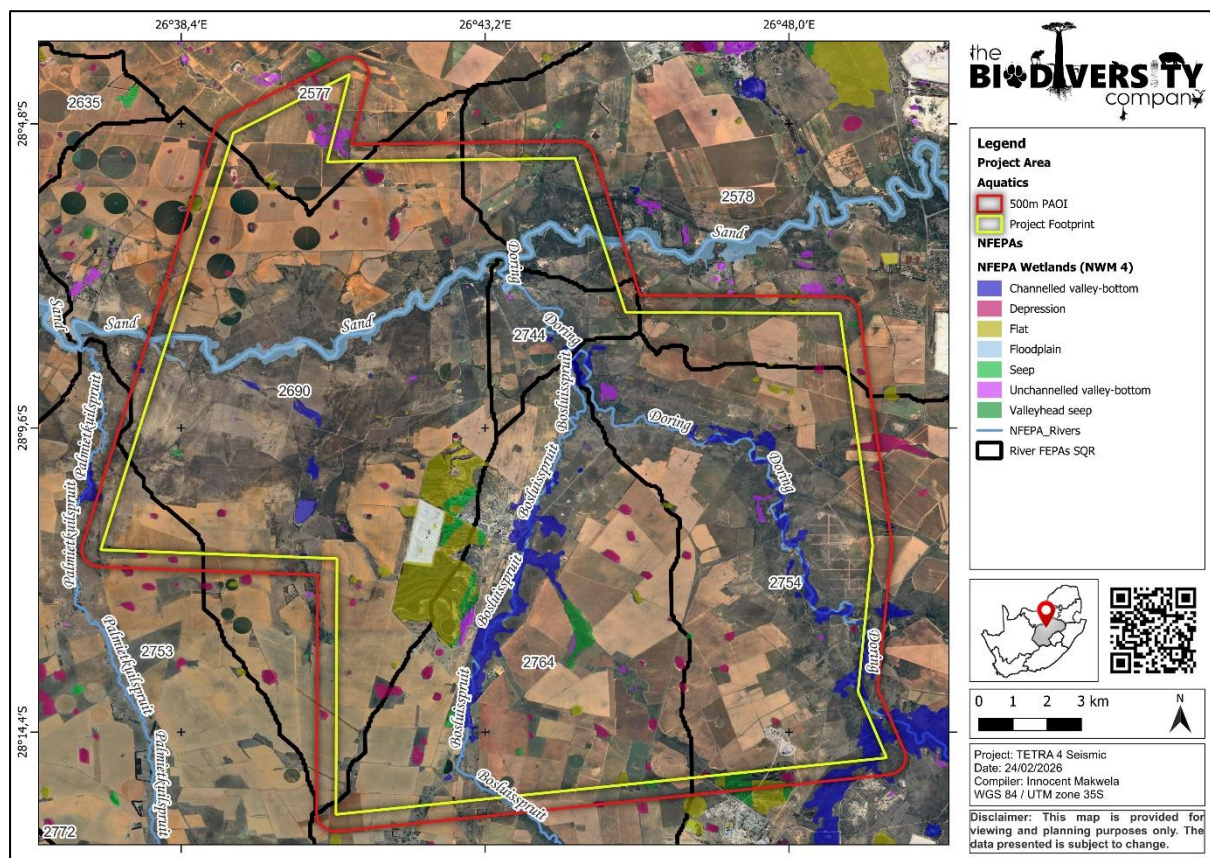 26°38,4'E
26°43,2'E
26°48,0'E
28°4,8'S
28°9,6'S
28°14,4'S
2635
2577
2578
Sand
Doring
Sand
Sand
Sand
Doring
2744
2690
Bosluisspruit
Doring
Palmietkuilspruit
Doring
Bosluisspruit
Palmietkuilspruit
Bosluisspruit
2754
Doring
2753
2764
Palmietkuilspruit
Bosluisspruit
Palmietkuilspruit
Bosluisspruit
2772
the
BIODIVERSITY
company
Legend
Project Area
Aquatics
500m PAOI
Project Footprint
NFEPAs
NFEPA Wetlands (NWM 4)
Channelled valley-bottom
Depression
Flat
Floodplain
Seep
Unchannelled valley-bottom
Valleyhead seep
NFEPA_Rivers
River FEPAs SQR
0 1 2 3 km
N
Project: TETRA 4 Seismic
Date: 24/02/2026
Compiler: Innocent Makwela
WGS 84 / UTM zone 35S
Disclaimer: This map is provided for
viewing and planning purposes only. The
data presented is subject to change.